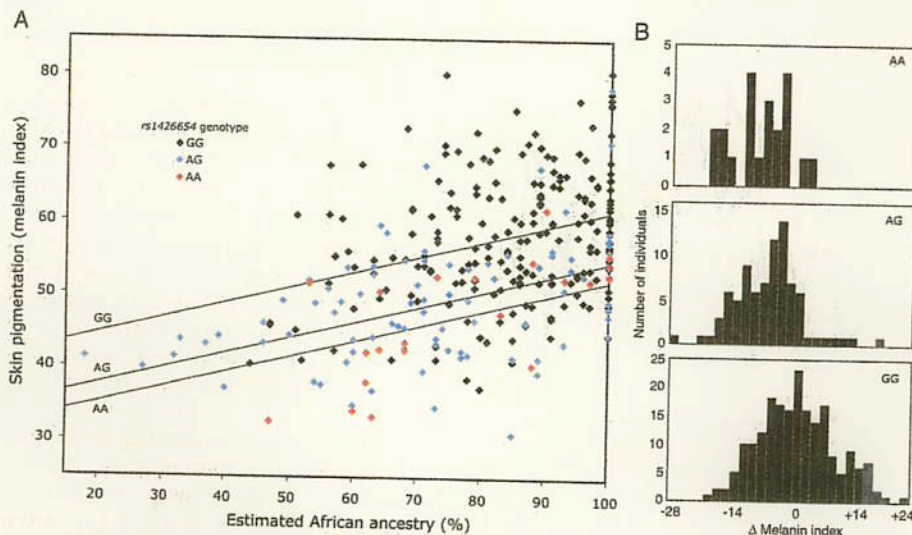 A
Skin pigmentation (melanin index)
80
70
60
50
40
30
rs1426654 genotype
GG
AG
AA
GG
AG
AA
20 30 40 50 60 70 80 90 100
Estimated African ancestry (%)
B
Number of individuals
5
4
3
2
1
0
AA
15
10
5
0
AG
25
20
15
10
5
0
GG
-28 -14 0 +14 +24
Δ Melanin index